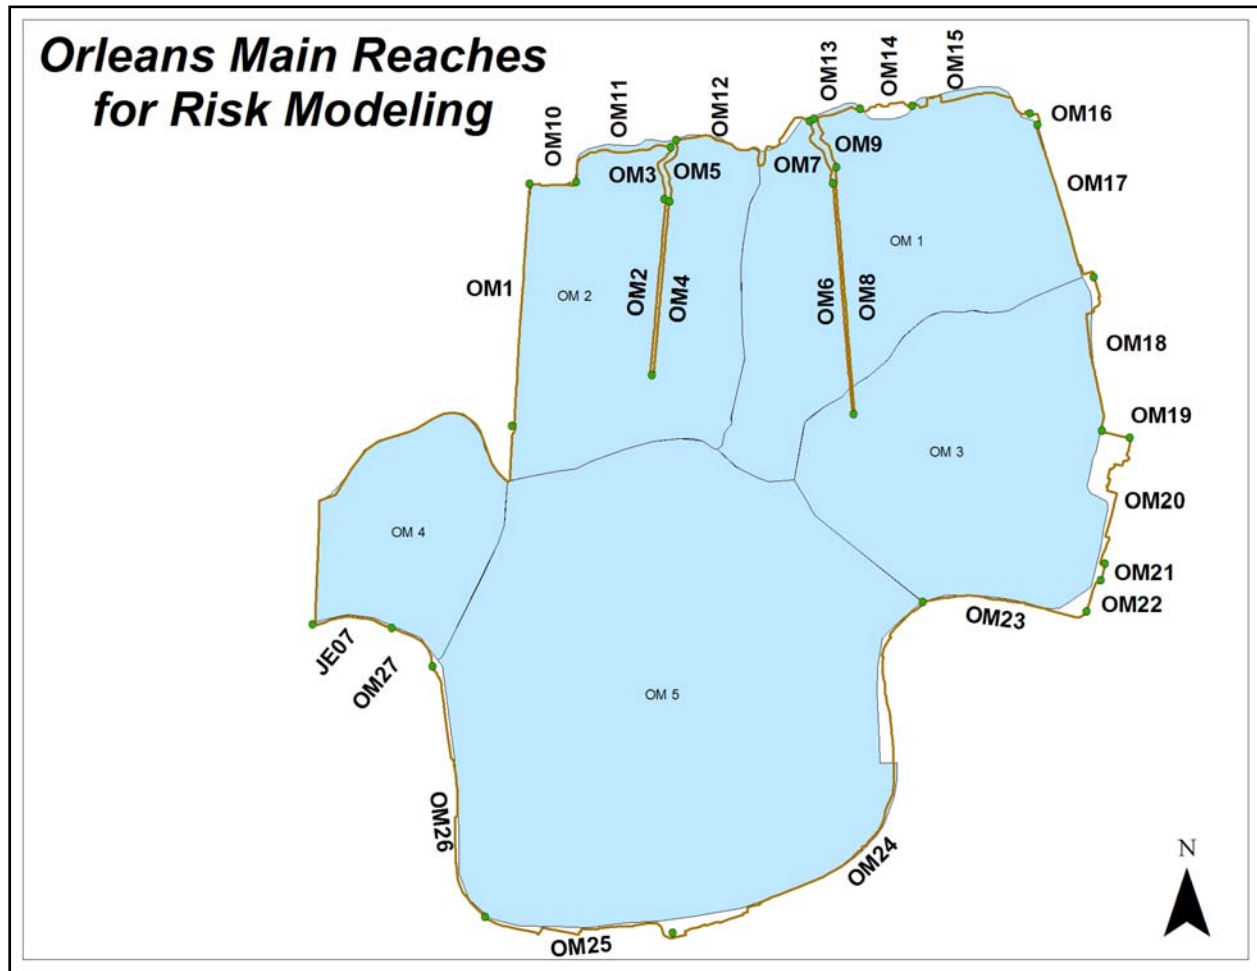 Orleans Main Reaches
for Risk Modeling
OM10
OM11
OM12
OM13
OM14
OM15
OM16
OM17
OM3
OM5
OM7
OM9
OM1
OM 2
OM2
OM4
OM 1
OM6
OM8
OM18
OM19
OM 3
OM20
OM 4
OM21
OM22
OM23
JE07
OM27
OM 5
OM26
OM24
OM25
N